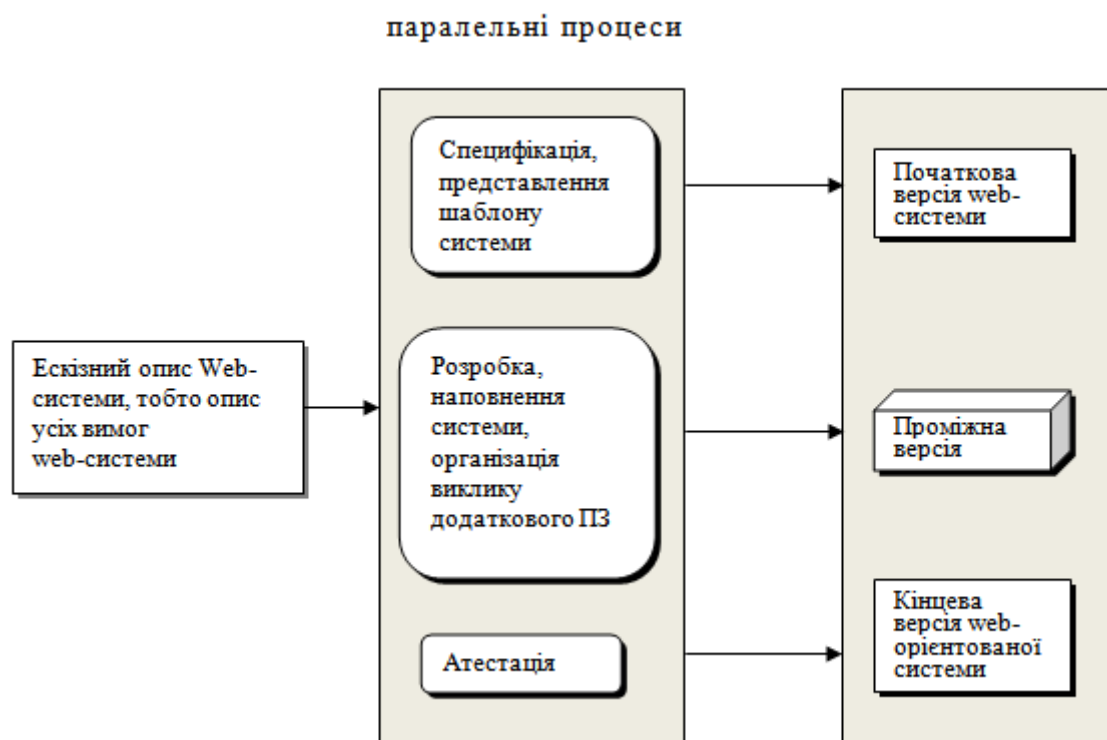 паралельні процеси
Специфікація,
представлення
шаблону
системи
Початкова
версія web-
системи
Ескізний опис Web-
системи, тобто опис
усіх вимог
web-системи
Розробка,
наповнення
системи,
організація
виклику
додаткового ПЗ
Проміжна
версія
Атестація
Кінцева
версія web-
орієнтованої
системи